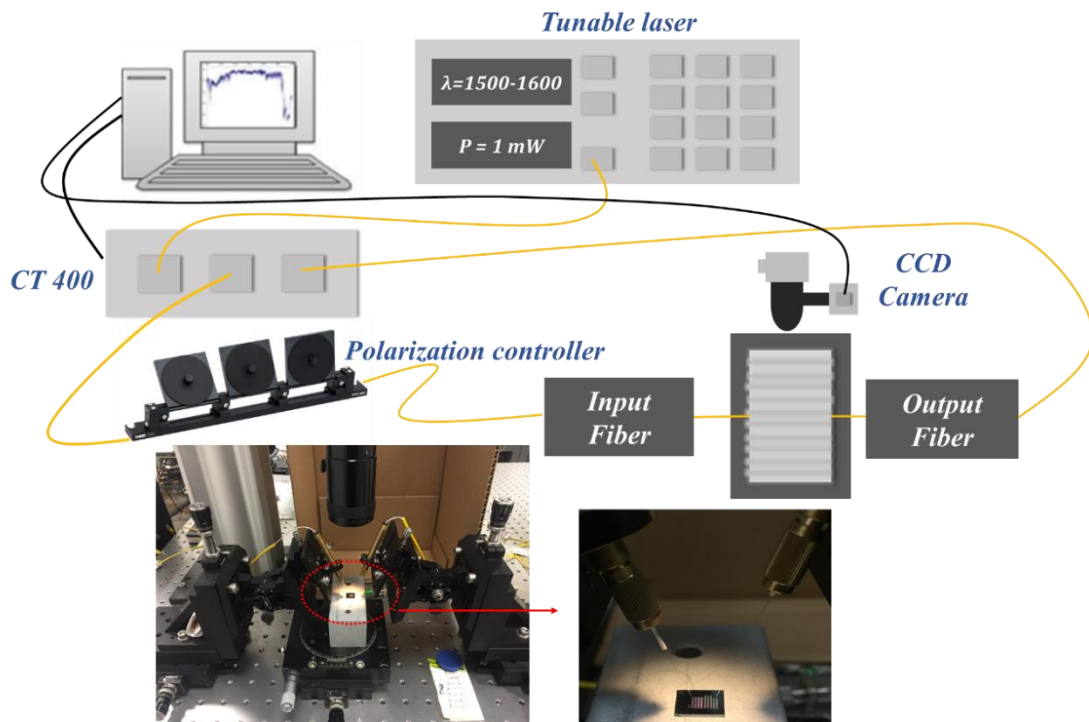 Tunable laser
λ=1500-1600
P = 1 mW
CT 400
CCD
Camera
Polarization controller
Input
Fiber
Output
Fiber